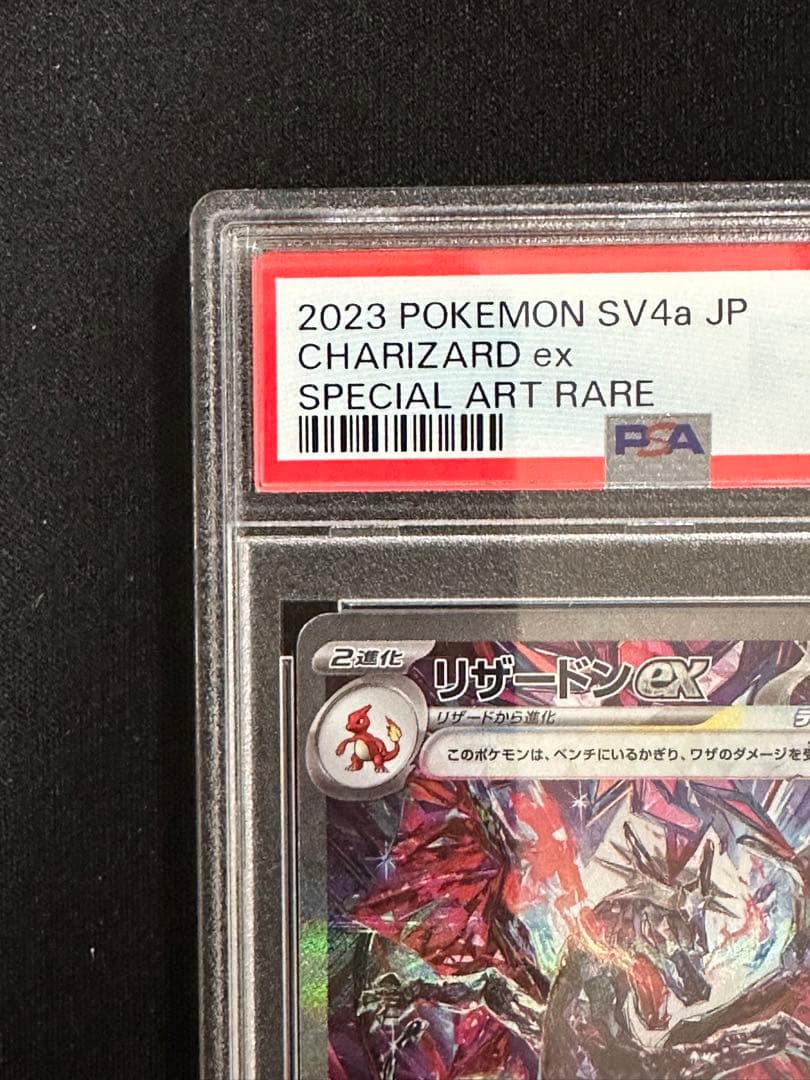 2023 POKEMON SV4a JP
CHARIZARD ex
SPECIAL ART RARE
PSA
2進化
リザードンex
リザードから進化
このポケモンは、ベンチにいるかぎり、ワザのダメージを